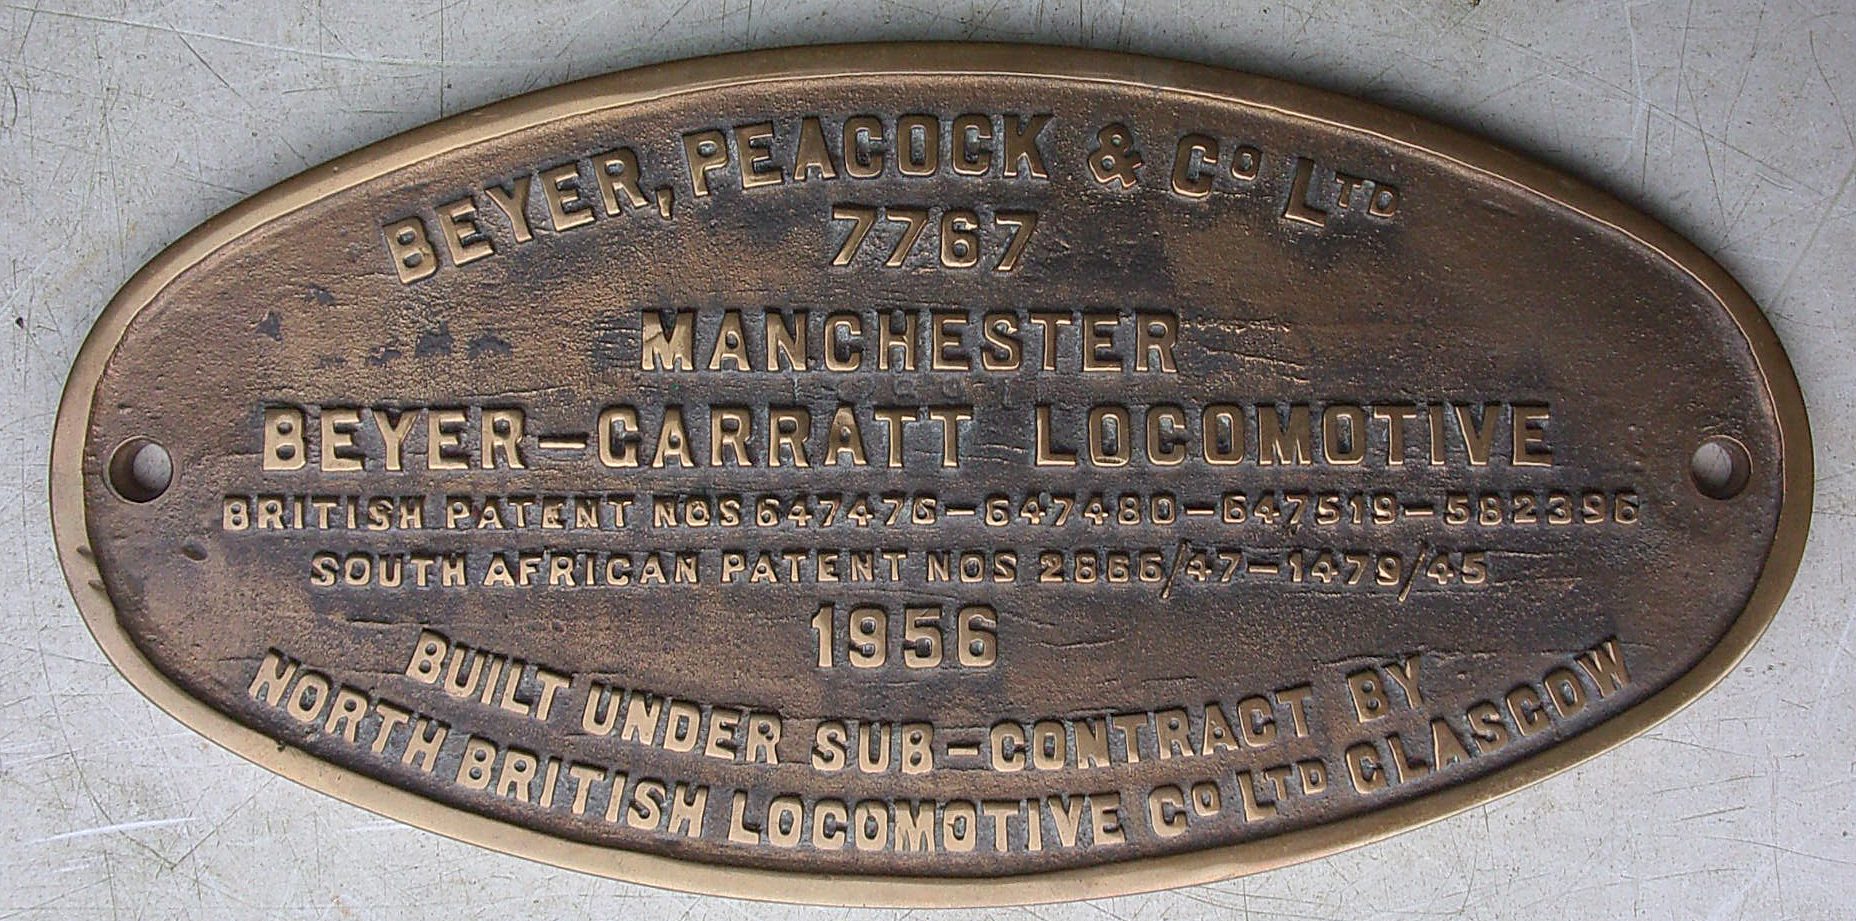 BEYER, PEACOCK & CO LTD
7767
MANCHESTER
BEYER-GARRATT LOCOMOTIVE
BRITISH PATENT NOS 647476-647480-647519-582396
SOUTH AFRICAN PATENT NOS 2866/47-1479/45
1956
BUILT UNDER SUB-CONTRACT BY
NORTH BRITISH LOCOMOTIVE CO LTD GLASGOW